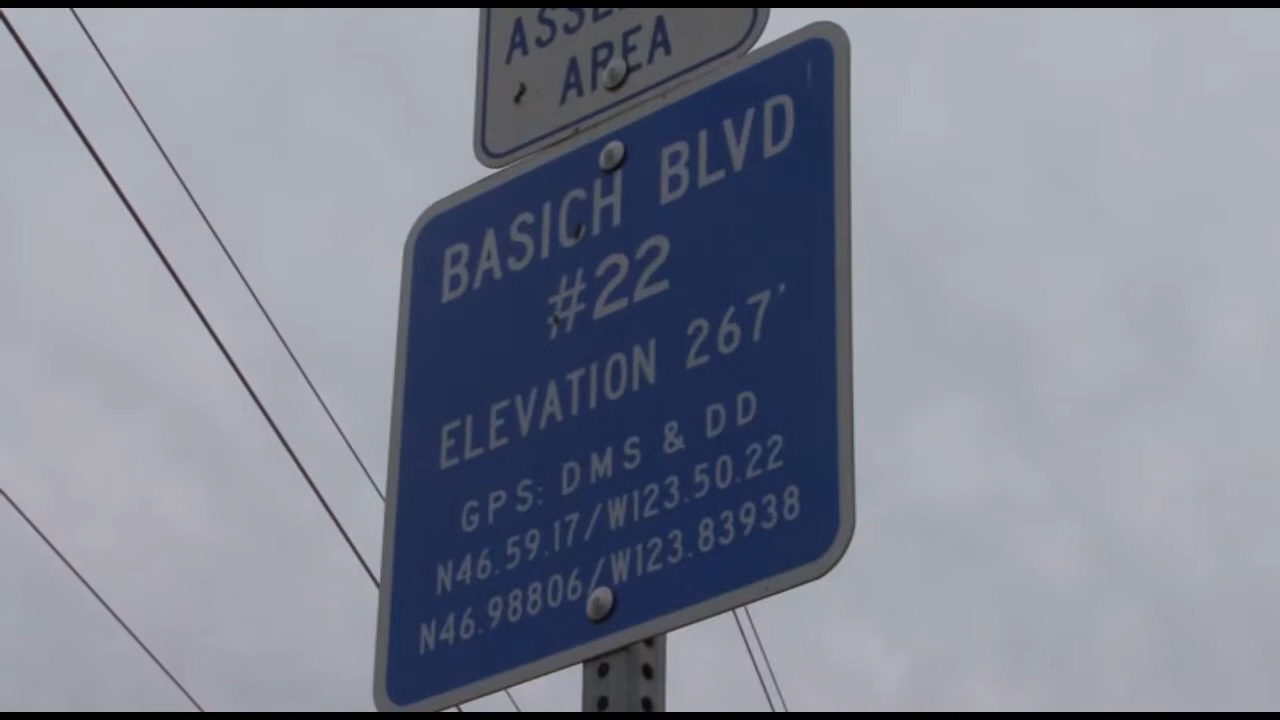 AREA
BASICH BLVD
#22
ELEVATION 267'
GPS: DMS & DD
N46.59.17/W123.50.22
N46.98806/W123.83938